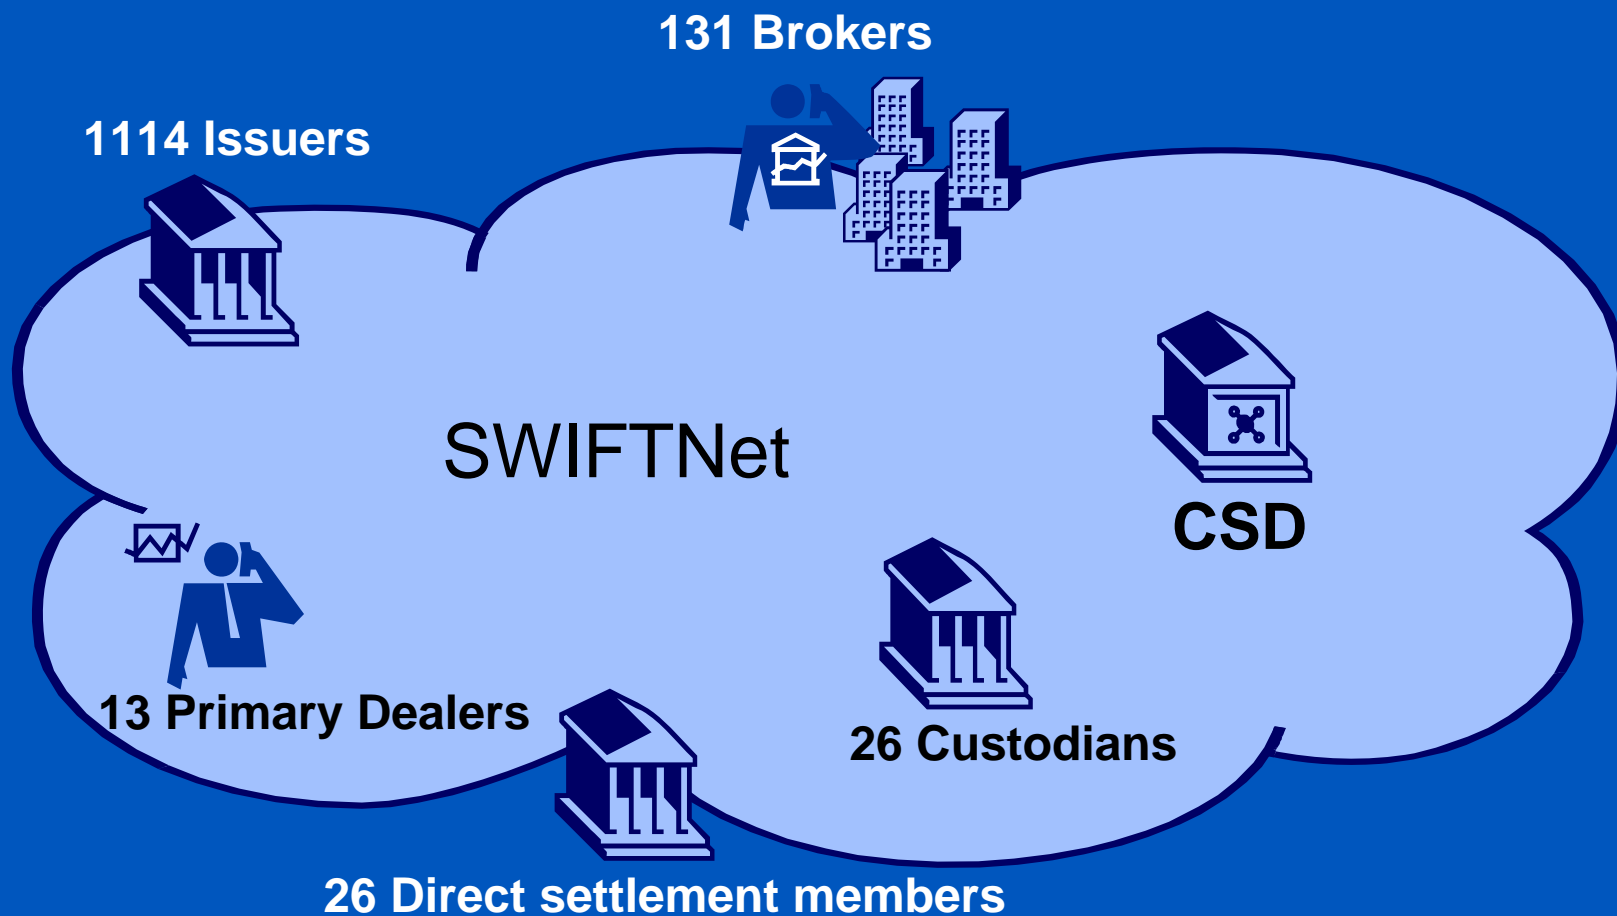 131 Brokers
1114 Issuers
SWIFTNet
CSD
13 Primary Dealers
26 Custodians
26 Direct settlement members